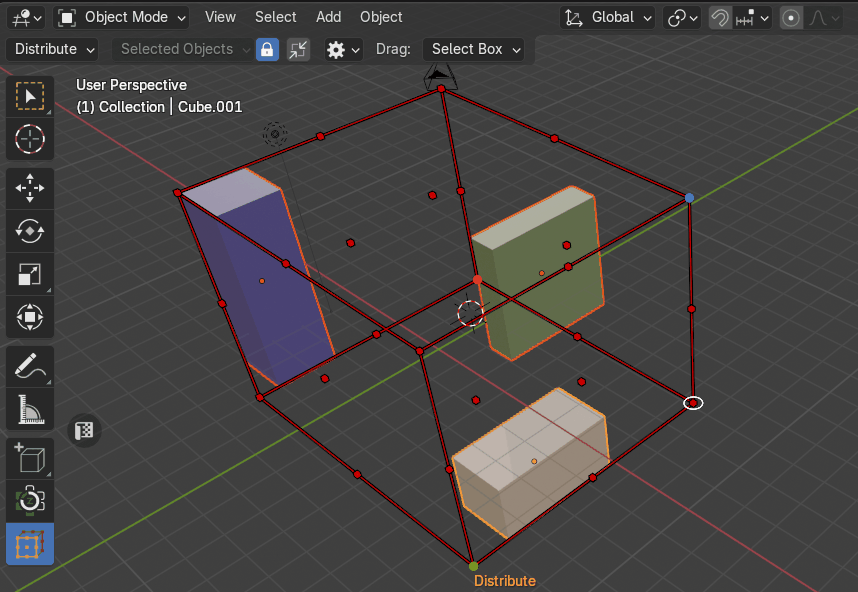 Object Mode View Select Add Object Global
Distribute Selected Objects Drag: Select Box
User Perspective
(1) Collection | Cube.001
Distribute